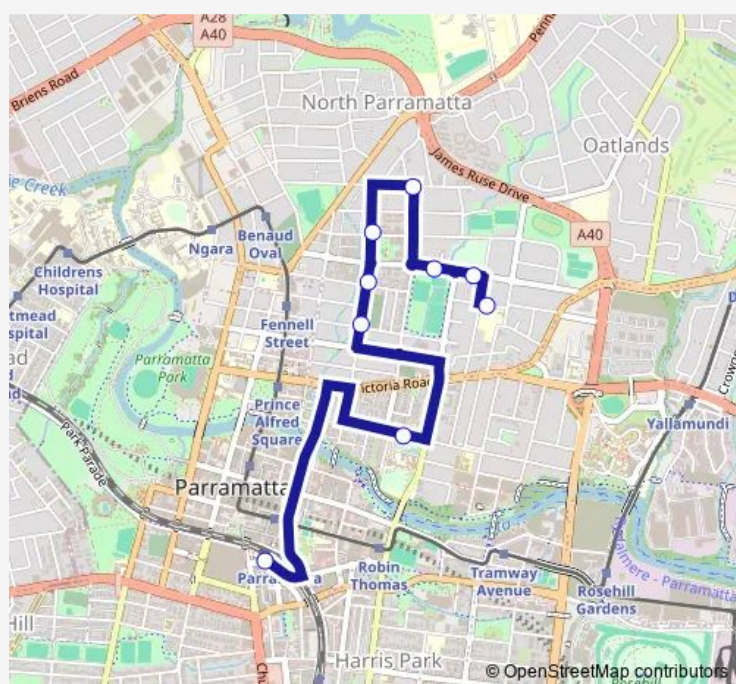 A28
A40
Briens Road
North Parramatta
Oatlands
James Ruse Drive
A40
Creek
Ngara
Benaud
Oval
Childrens
Hospital
Fennell
Street
Parramatta
Park
ictoria Road
Prince
Alfred
Square
Yallamundi
Park Parade
Parramatta
Robin
Thomas
Tramway
Avenue
Rosehill
Gardens
Harris Park
© OpenStreetMap contributors